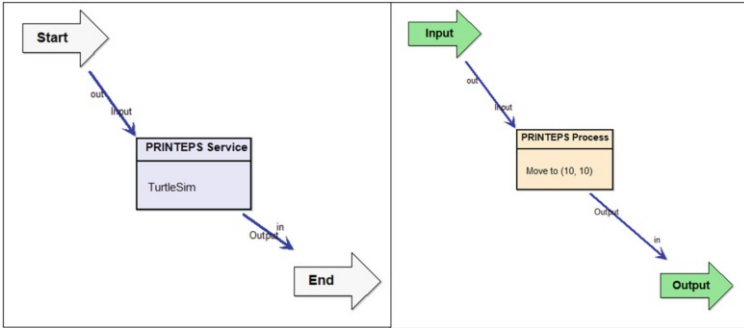 Start
out
Input
PRINTEPS Service
TurtleSim
in
Output
End
Input
out
Input
PRINTEPS Process
Move to (10, 10)
Output
in
Output